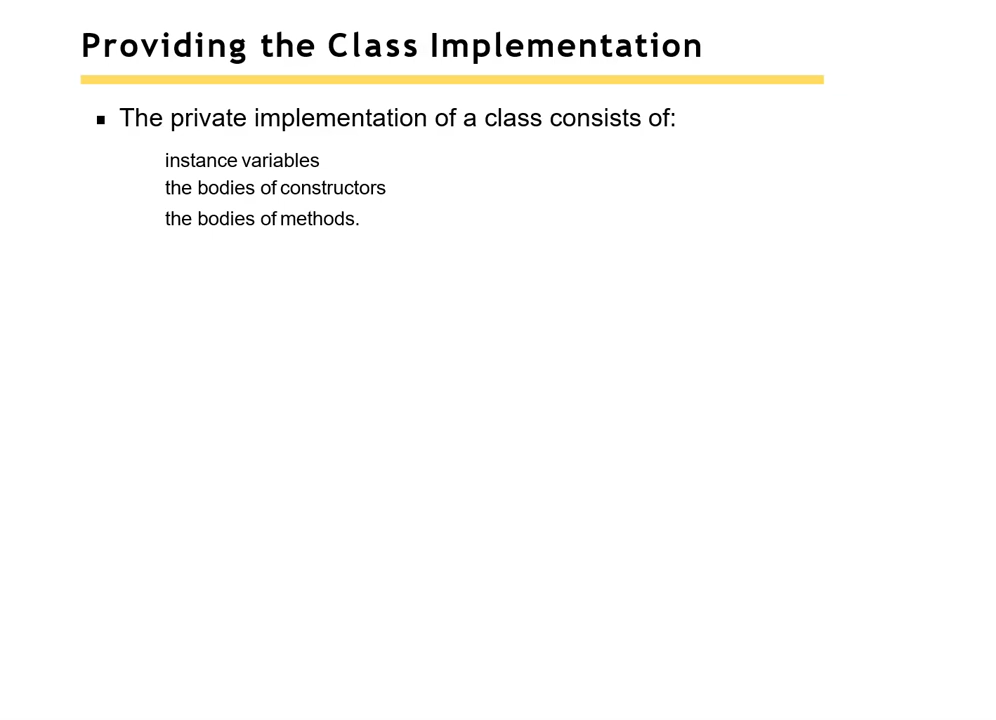 Providing the Class Implementation
▪ The private implementation of a class consists of:
instance variables
the bodies of constructors
the bodies of methods.